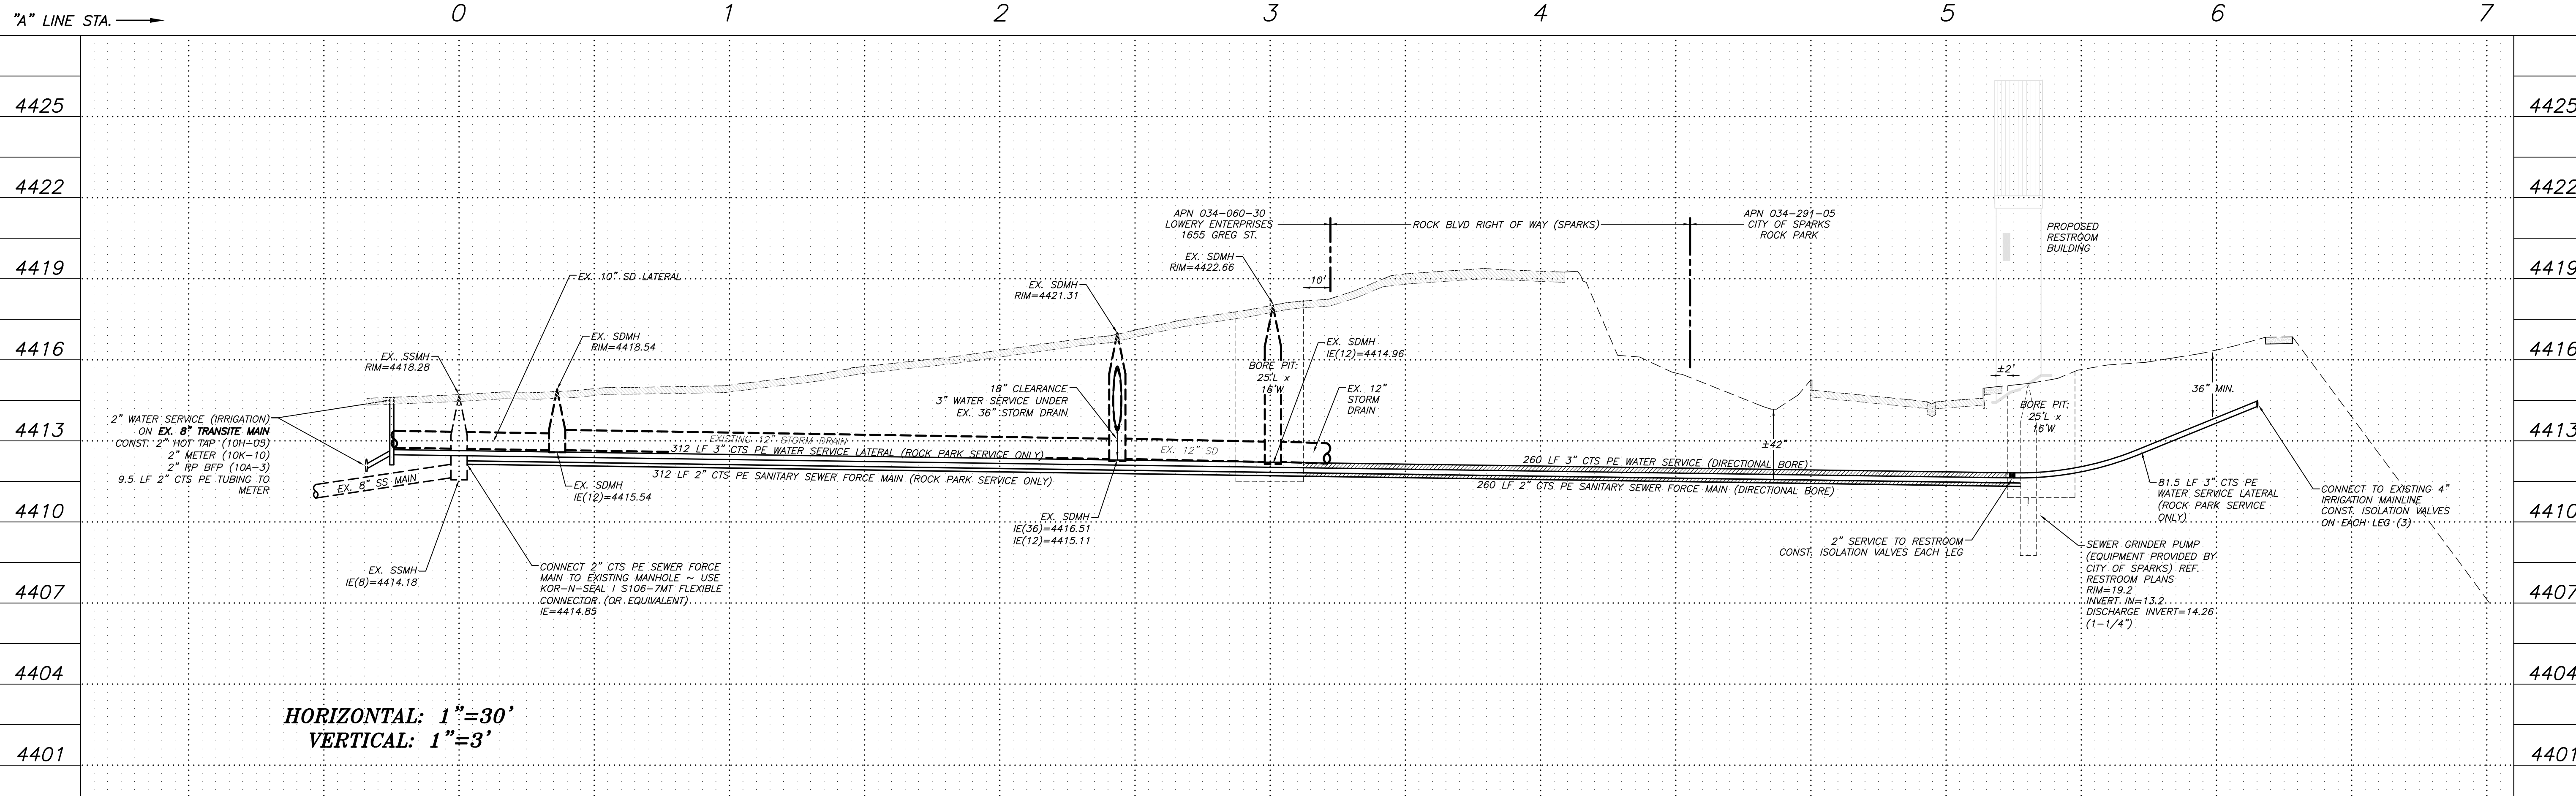 "A" LINE STA.
0
1
2
3
4
5
6
7
4425
4422
4419
4416
4413
4410
4407
4404
4401
4425
4422
4419
4416
4413
4410
4407
4404
4401
2" WATER SERVICE (IRRIGATION)
ON EX. 8" TRANSITE MAIN
CONST. 2" HOT TAP (10H-05)
2" METER (10K-10)
2" RP BFP (10A-3)
9.5 LF 2" CTS PE TUBING TO
METER
EX. 8" SS MAIN
EX. SSMH
RIM=4418.28
EX. 10" SD LATERAL
EX. SDMH
RIM=4418.54
EX. SDMH
IE(12)=4415.54
EX. SSMH
IE(8)=4414.18
CONNECT 2" CTS PE SEWER FORCE
MAIN TO EXISTING MANHOLE ~ USE
KOR-N-SEAL I S106-7MT FLEXIBLE
CONNECTOR (OR EQUIVALENT)
IE=4414.85
EXISTING 12" STORM DRAIN
312 LF 3" CTS PE WATER SERVICE LATERAL (ROCK PARK SERVICE ONLY)
312 LF 2" CTS PE SANITARY SEWER FORCE MAIN (ROCK PARK SERVICE ONLY)
EX. SDMH
RIM=4421.31
18" CLEARANCE
3" WATER SERVICE UNDER
EX. 36" STORM DRAIN
EX. 12" SD
EX. SDMH
IE(36)=4416.51
IE(12)=4415.11
APN 034-060-30
LOWERY ENTERPRISES
1655 GREG ST.
EX. SDMH
RIM=4422.66
10'
BORE PIT:
25'L x
16'W
EX. SDMH
IE(12)=4414.96
EX. 12"
STORM
DRAIN
ROCK BLVD RIGHT OF WAY (SPARKS)
APN 034-291-05
CITY OF SPARKS
ROCK PARK
260 LF 3" CTS PE WATER SERVICE (DIRECTIONAL BORE)
260 LF 2" CTS PE SANITARY SEWER FORCE MAIN (DIRECTIONAL BORE)
±42"
PROPOSED
RESTROOM
BUILDING
±2'
BORE PIT:
25'L x
16'W
36" MIN.
2" SERVICE TO RESTROOM
CONST. ISOLATION VALVES EACH LEG
81.5 LF 3" CTS PE
WATER SERVICE LATERAL
(ROCK PARK SERVICE
ONLY)
CONNECT TO EXISTING 4"
IRRIGATION MAINLINE
CONST. ISOLATION VALVES
ON EACH LEG (3)
SEWER GRINDER PUMP
(EQUIPMENT PROVIDED BY
CITY OF SPARKS) REF.
RESTROOM PLANS
RIM=19.2
INVERT IN=13.2
DISCHARGE INVERT=14.26
(1-1/4")
HORIZONTAL: 1"=30'
VERTICAL: 1"=3'